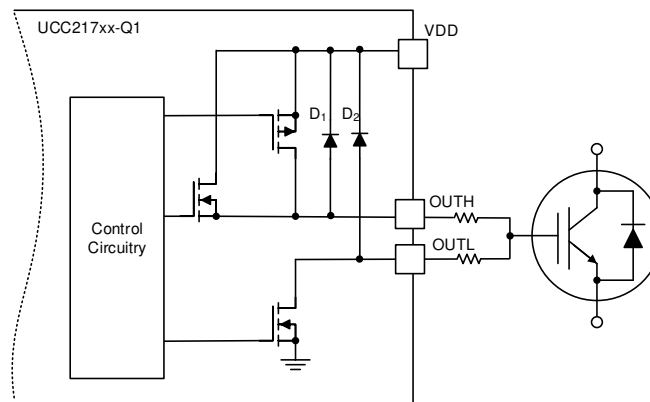 UCC217xx-Q1
VDD
D1 D2
OUTH
Control
Circuitry
OUTL